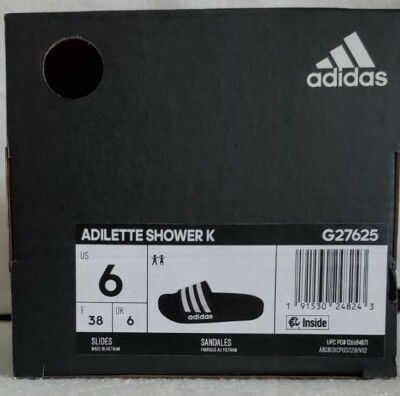 adidas
ADILETTE SHOWER K G27625
US
6
F
38
UK
6
adidas
1 91530 24824 3
Inside
SLIDES
MADE IN VIETNAM
SANDALES
FABRIQUE AU VIETNAM